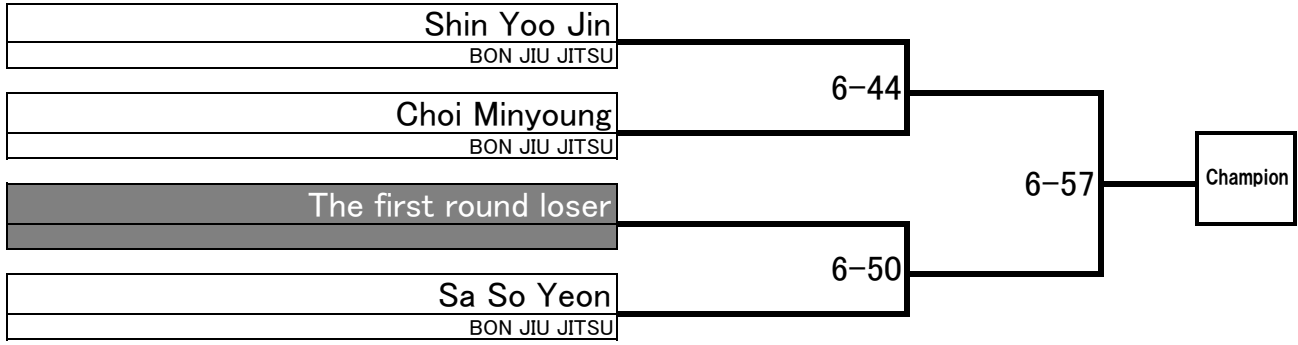 Shin Yoo Jin
BON JIU JITSU
6-44
Choi Minyoung
BON JIU JITSU
6-57
Champion
The first round loser
6-50
Sa So Yeon
BON JIU JITSU